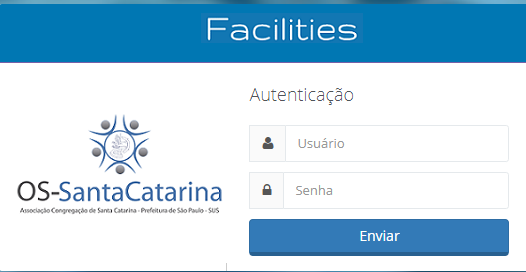 Facilities
Autenticação
Usuário
Senha
Enviar
OS-SantaCatarina
Associação Congregação de Santa Catarina - Prefeitura de São Paulo - SUS